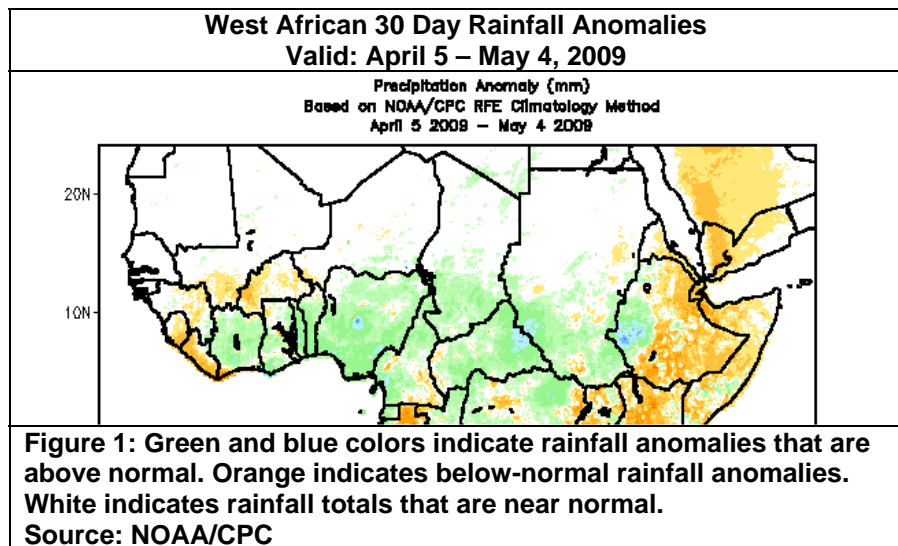 West African 30 Day Rainfall Anomalies
Valid: April 5 – May 4, 2009
Precipitation Anomaly (mm)
Based on NOAA/CPC RFE Climatology Method
April 5 2009 – May 4 2009
20N
10N
Figure 1: Green and blue colors indicate rainfall anomalies that are
above normal. Orange indicates below-normal rainfall anomalies.
White indicates rainfall totals that are near normal.
Source: NOAA/CPC